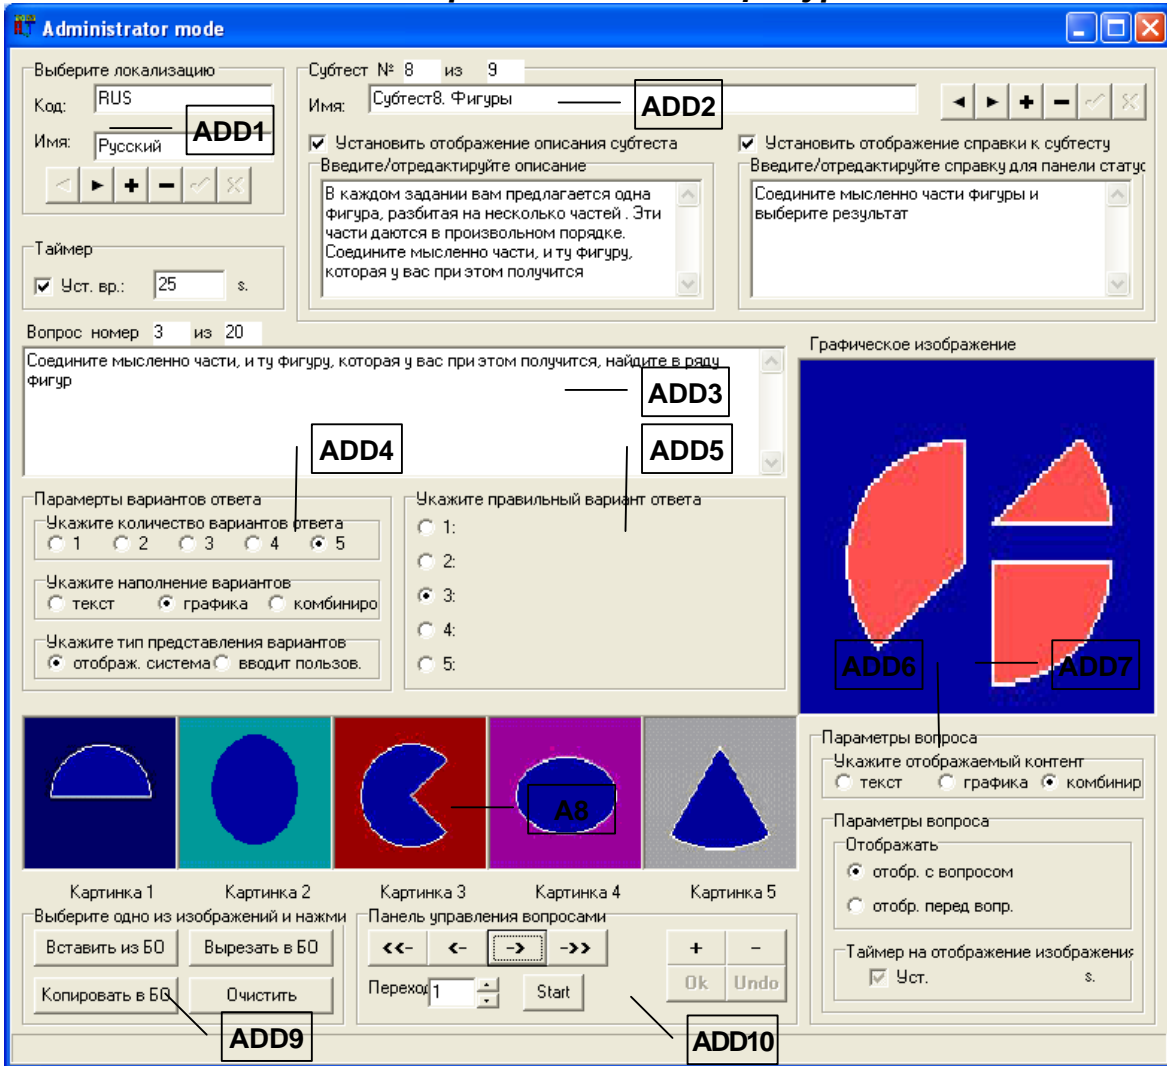 Administrator mode
Выберите локализацию
Код:
RUS
Имя:
Русский
ADD1
Таймер
Уст. вр.:
25
s.
Субтест № 8 из 9
Имя:
Субтест8. Фигуры
ADD2
Установить отображение описания субтеста
Введите/отредактируйте описание
В каждом задании вам предлагается одна
фигура, разбитая на несколько частей . Эти
части даются в произвольном порядке.
Соедините мысленно части, и ту фигуру,
которая у вас при этом получится
Установить отображение справки к субтесту
Введите/отредактируйте справку для панели статус
Соедините мысленно части фигуры и
выберите результат
Вопрос номер 3 из 20
Соедините мысленно части, и ту фигуру, которая у вас при этом получится, найдите в ряду
фигур
ADD3
ADD4
ADD5
Графическое изображение
ADD6
ADD7
Парамерты вариантов ответа
Укажите количество вариантов ответа
1 2 3 4 5
Укажите наполнение вариантов
текст графика комбиниро
Укажите тип представления вариантов
отображ. система вводит пользов.
Укажите правильный вариант ответа
1:
2:
3:
4:
5:
A8
Картинка 1 Картинка 2 Картинка 3 Картинка 4 Картинка 5
Параметры вопроса
Укажите отображаемый контент
текст графика комбинир
Параметры вопроса
Отображать
отобр. с вопросом
отобр. перед вопр.
Таймер на отображение изображения
Уст. s.
Выберите одно из изображений и нажми
Вставить из БО Вырезать в БО
Копировать в БО Очистить
ADD9
Панель управления вопросами
<<- <- -> ->>
+ -
Переход 1 Start
Ok Undo
ADD10